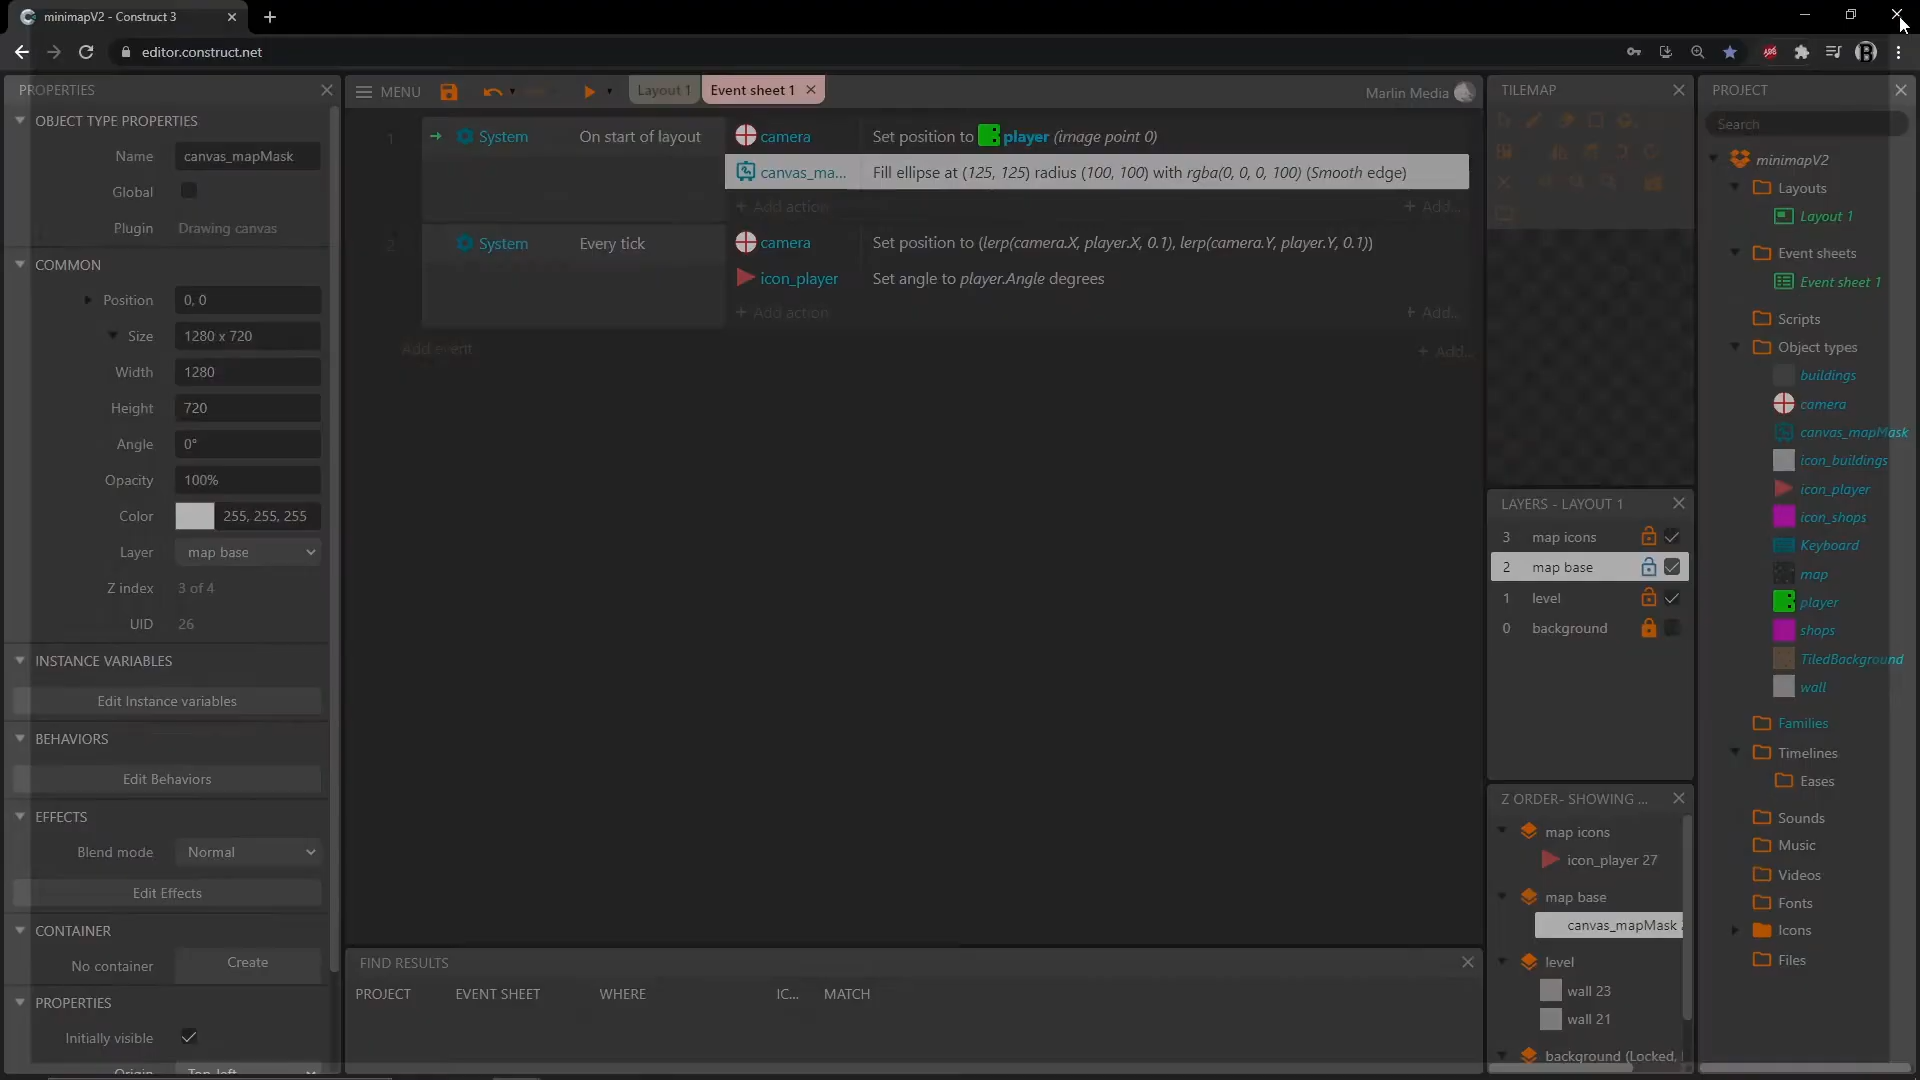 minimapV2 - Construct 3
editor.construct.net
PROPERTIES
OBJECT TYPE PROPERTIES
Name canvas_mapMask
Global
Plugin Drawing canvas
COMMON
Position 0, 0
Size 1280 x 720
Width 1280
Height 720
Angle 0°
Opacity 100%
Color 255, 255, 255
Layer map base
Z index 3 of 4
UID 26
INSTANCE VARIABLES
Edit Instance variables
BEHAVIORS
Edit Behaviors
EFFECTS
Blend mode Normal
Edit Effects
CONTAINER
No container Create
PROPERTIES
Initially visible
Origin Top-left
MENU
Layout 1
Event sheet 1
Marlin Media
1 System On start of layout camera Set position to player (image point 0)
canvas_ma... Fill ellipse at (125, 125) radius (100, 100) with rgba(0, 0, 0, 100) (Smooth edge)
+ Add action + Add...
2 System Every tick camera Set position to (lerp(camera.X, player.X, 0.1), lerp(camera.Y, player.Y, 0.1))
icon_player Set angle to player.Angle degrees
+ Add action + Add...
Add event + Add...
FIND RESULTS
PROJECT EVENT SHEET WHERE IC... MATCH
TILEMAP
LAYERS - LAYOUT 1
3 map icons
2 map base
1 level
0 background
Z ORDER- SHOWING ...
map icons
icon_player 27
map base
canvas_mapMask
level
wall 23
wall 21
background (Locked,
PROJECT
Search
minimapV2
Layouts
Layout 1
Event sheets
Event sheet 1
Scripts
Object types
buildings
camera
canvas_mapMask
icon_buildings
icon_player
icon_shops
Keyboard
map
player
shops
TiledBackground
wall
Families
Timelines
Eases
Sounds
Music
Videos
Fonts
Icons
Files